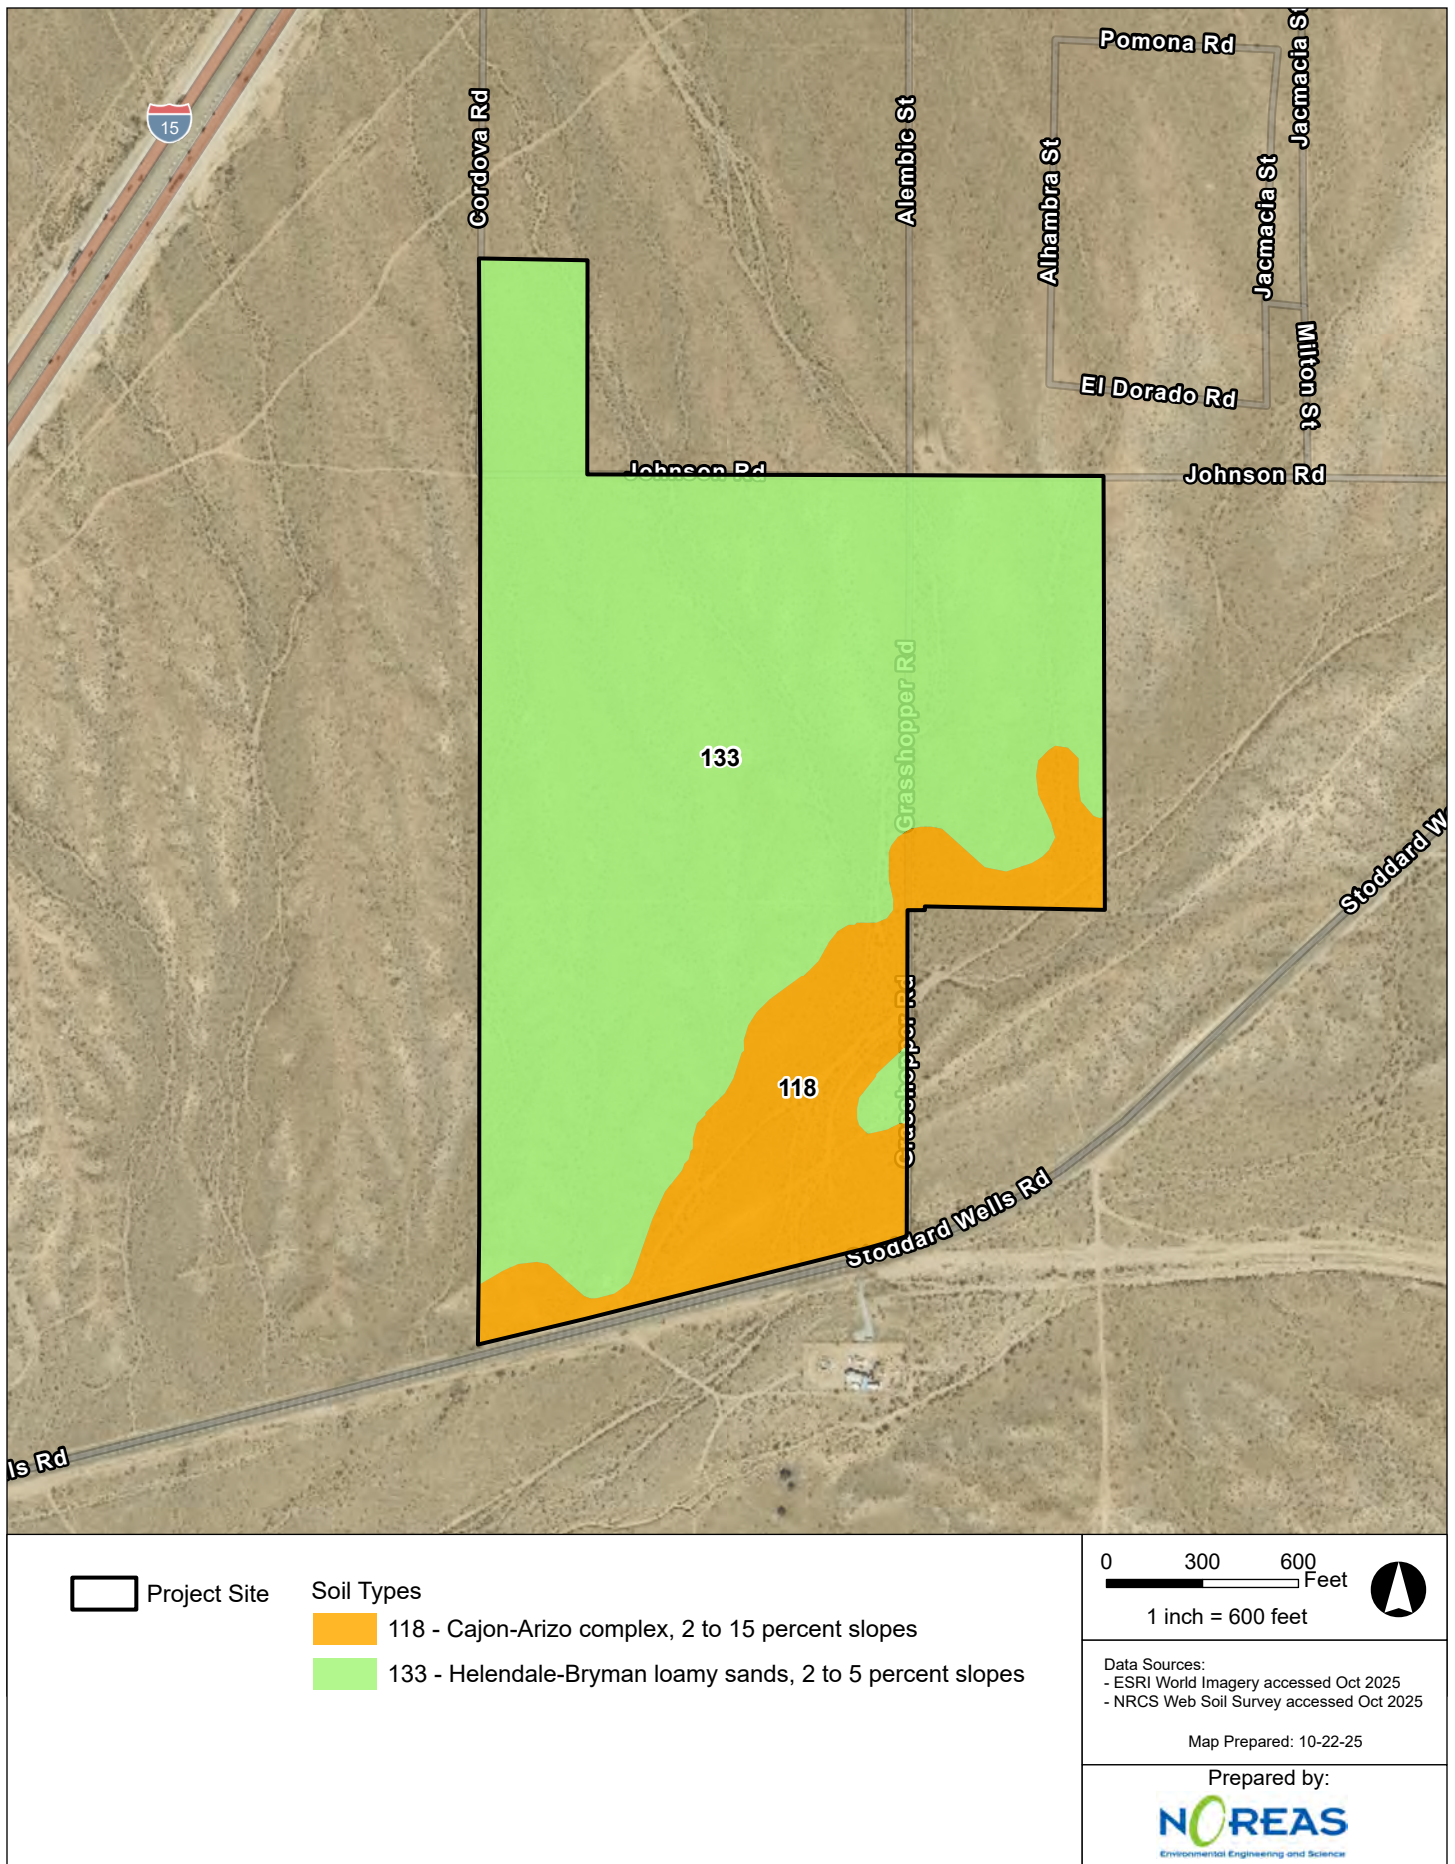 Pomona Rd
Jacmacia St
15
Cordova Rd
Alembic St
Alhambra St
Jacmacia St
Milton St
El Dorado Rd
Johnson Rd
Johnson Rd
Grasshopper Rd
133
Stoddard W
Grasshopper Rd
118
Stoddard Wells Rd
ls Rd
Project Site
Soil Types
118 - Cajon-Arizo complex, 2 to 15 percent slopes
133 - Helendale-Bryman loamy sands, 2 to 5 percent slopes
0 300 600
Feet
1 inch = 600 feet
Data Sources:
- ESRI World Imagery accessed Oct 2025
- NRCS Web Soil Survey accessed Oct 2025
Map Prepared: 10-22-25
Prepared by:
NOREAS
Environmental Engineering and Science